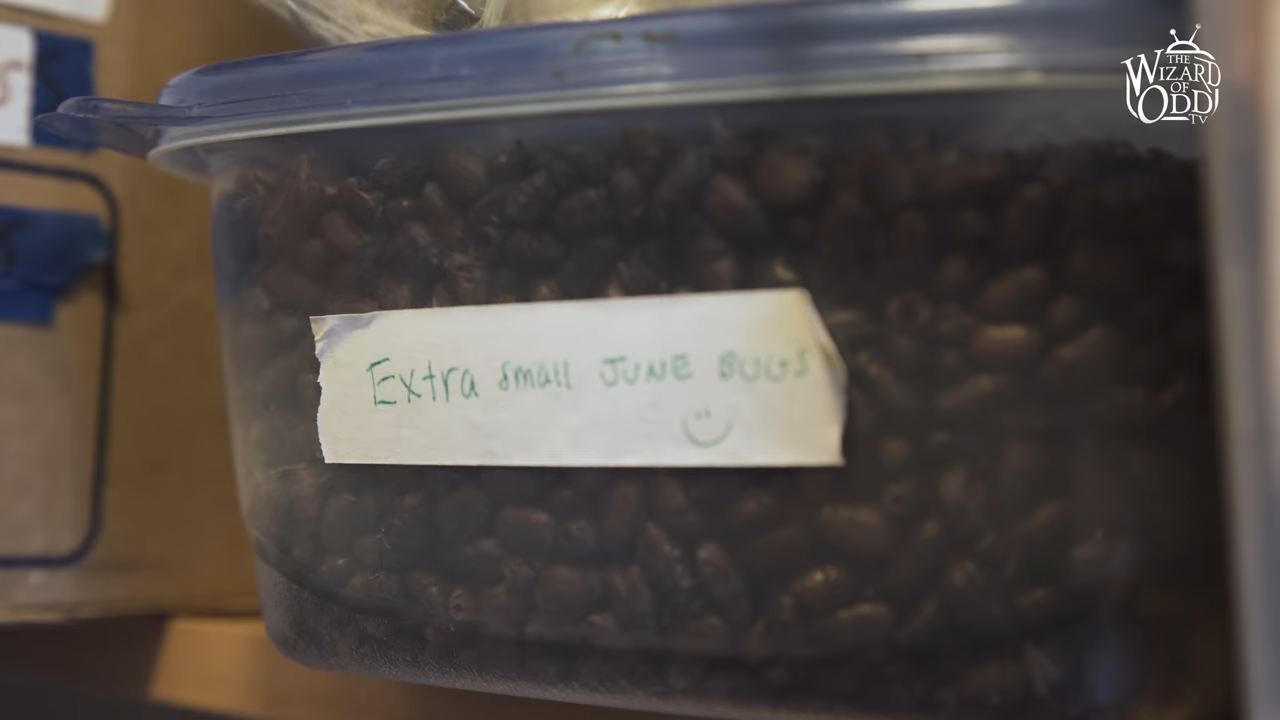 THE
WIZARD
OF
ODD
TV
Extra small JUNE BUGS